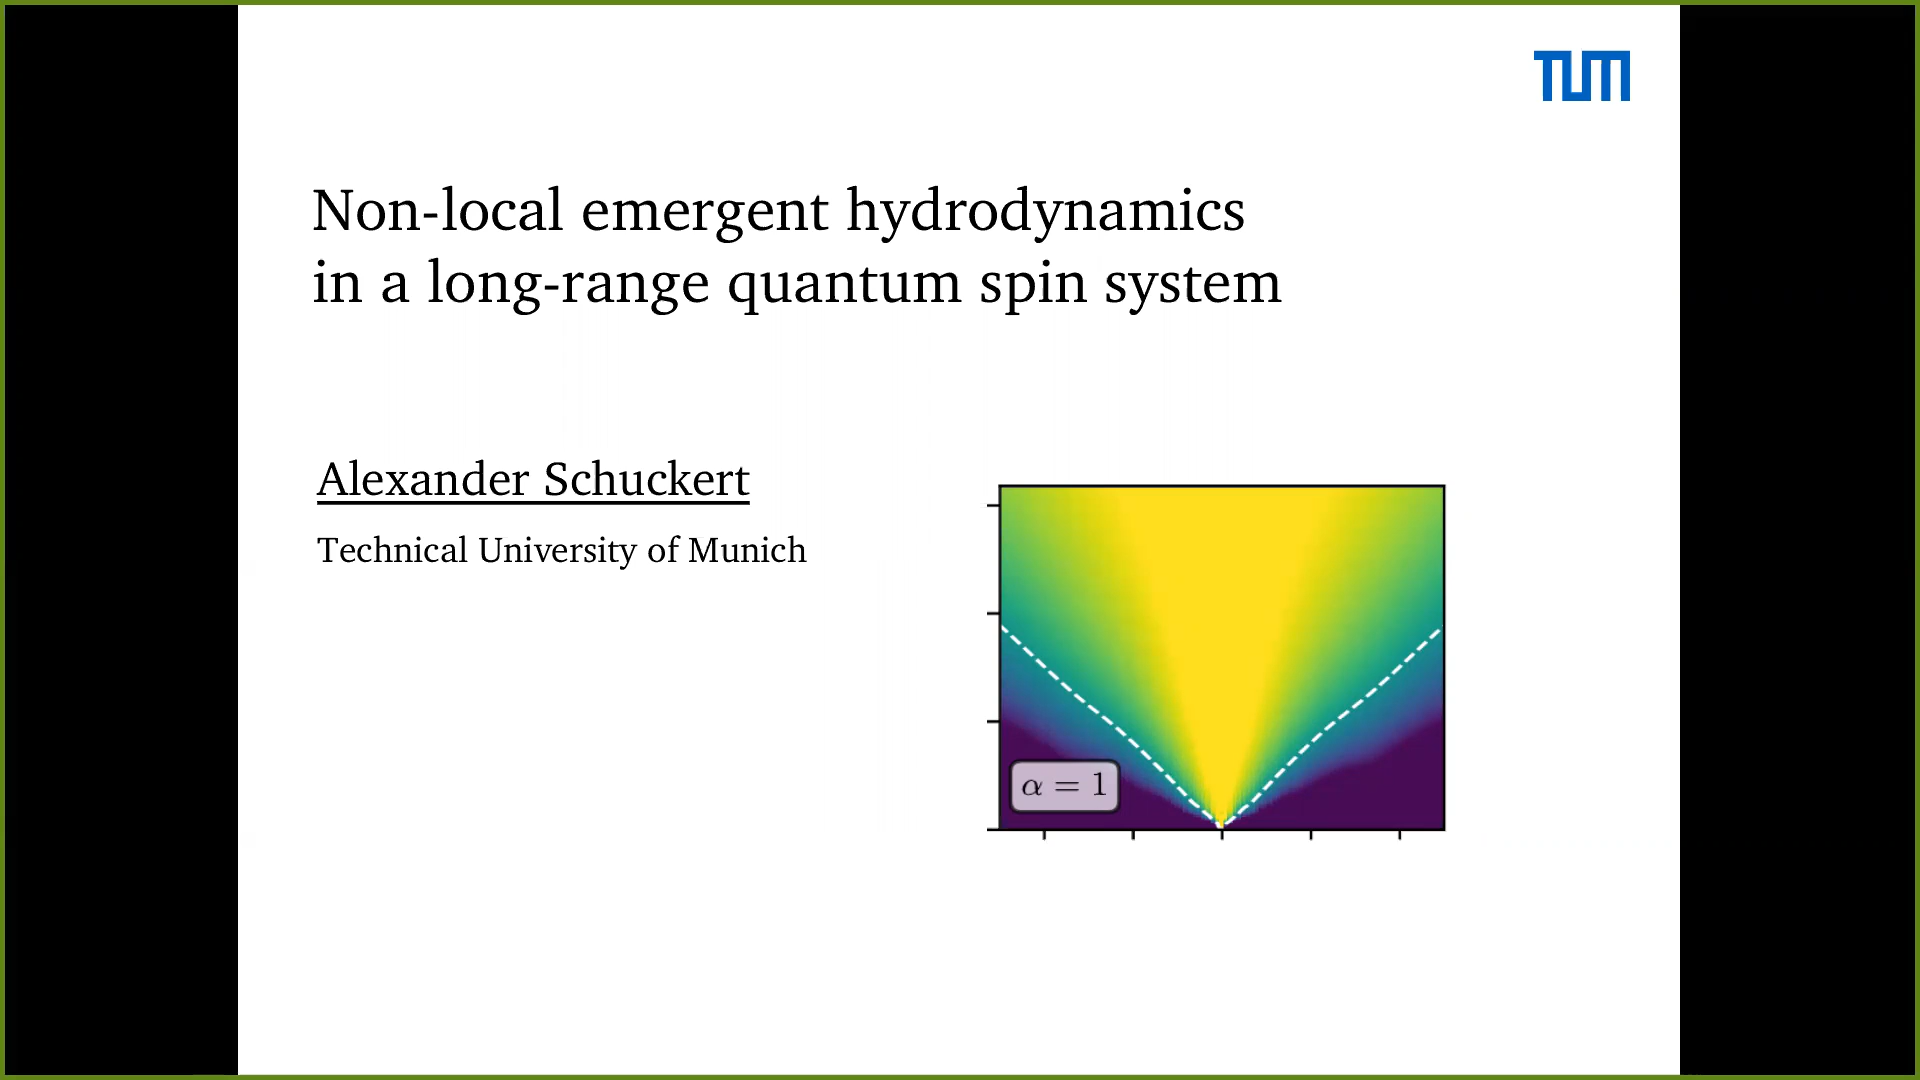 TUM
Non-local emergent hydrodynamics
in a long-range quantum spin system
Alexander Schuckert
Technical University of Munich
α = 1